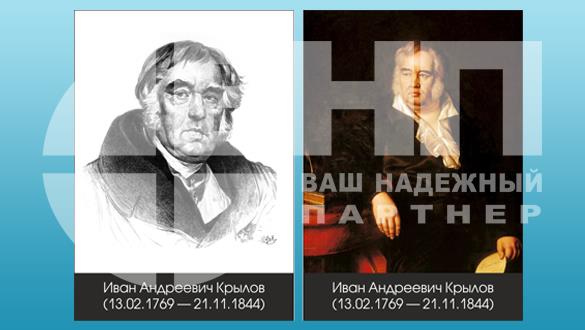 НП
ВАШ НАДЕЖНЫЙ
ПАРТНЕР
Иван Андреевич Крылов
(13.02.1769 — 21.11.1844)
Иван Андреевич Крылов
(13.02.1769 — 21.11.1844)